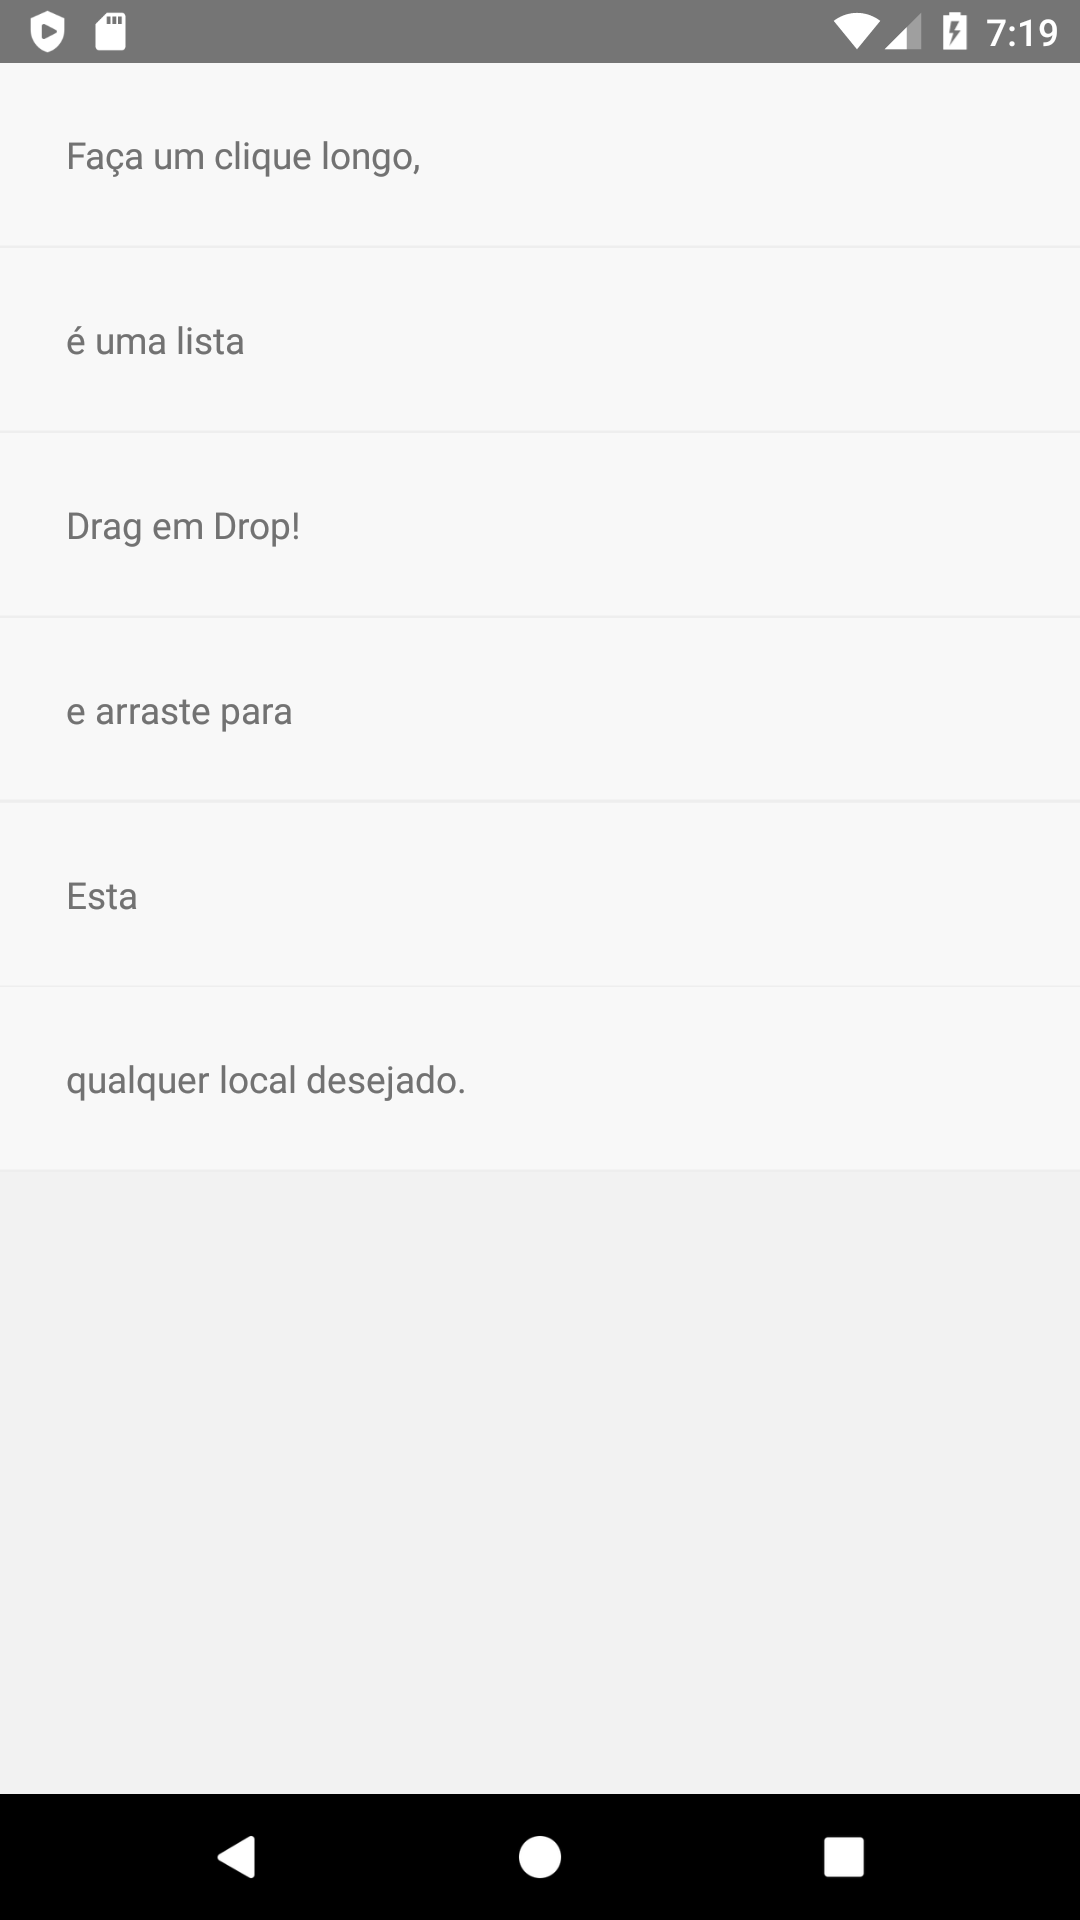 7:19
Faça um clique longo,
é uma lista
Drag em Drop!
e arraste para
Esta
qualquer local desejado.